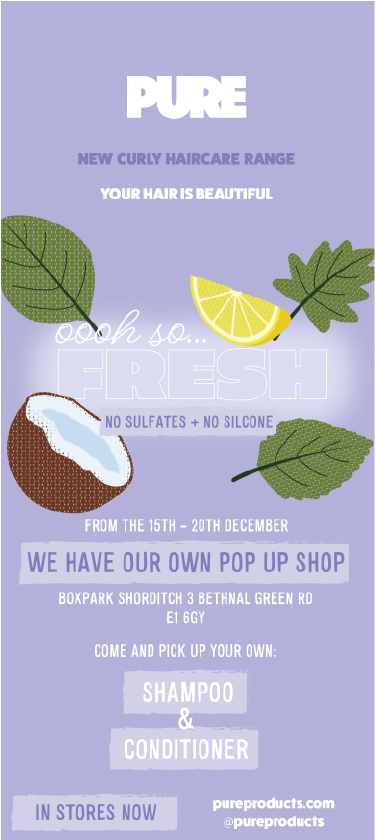 PURE
NEW CURLY HAIRCARE RANGE
YOUR HAIR IS BEAUTIFUL
oooh so...
FRESH
NO SULFATES + NO SILCONE
FROM THE 15TH - 20TH DECEMBER
WE HAVE OUR OWN POP UP SHOP
BOXPARK SHORDITCH 3 BETHNAL GREEN RD
E1 6GY
COME AND PICK UP YOUR OWN:
SHAMPOO
&
CONDITIONER
IN STORES NOW
pureproducts.com
@pureproducts